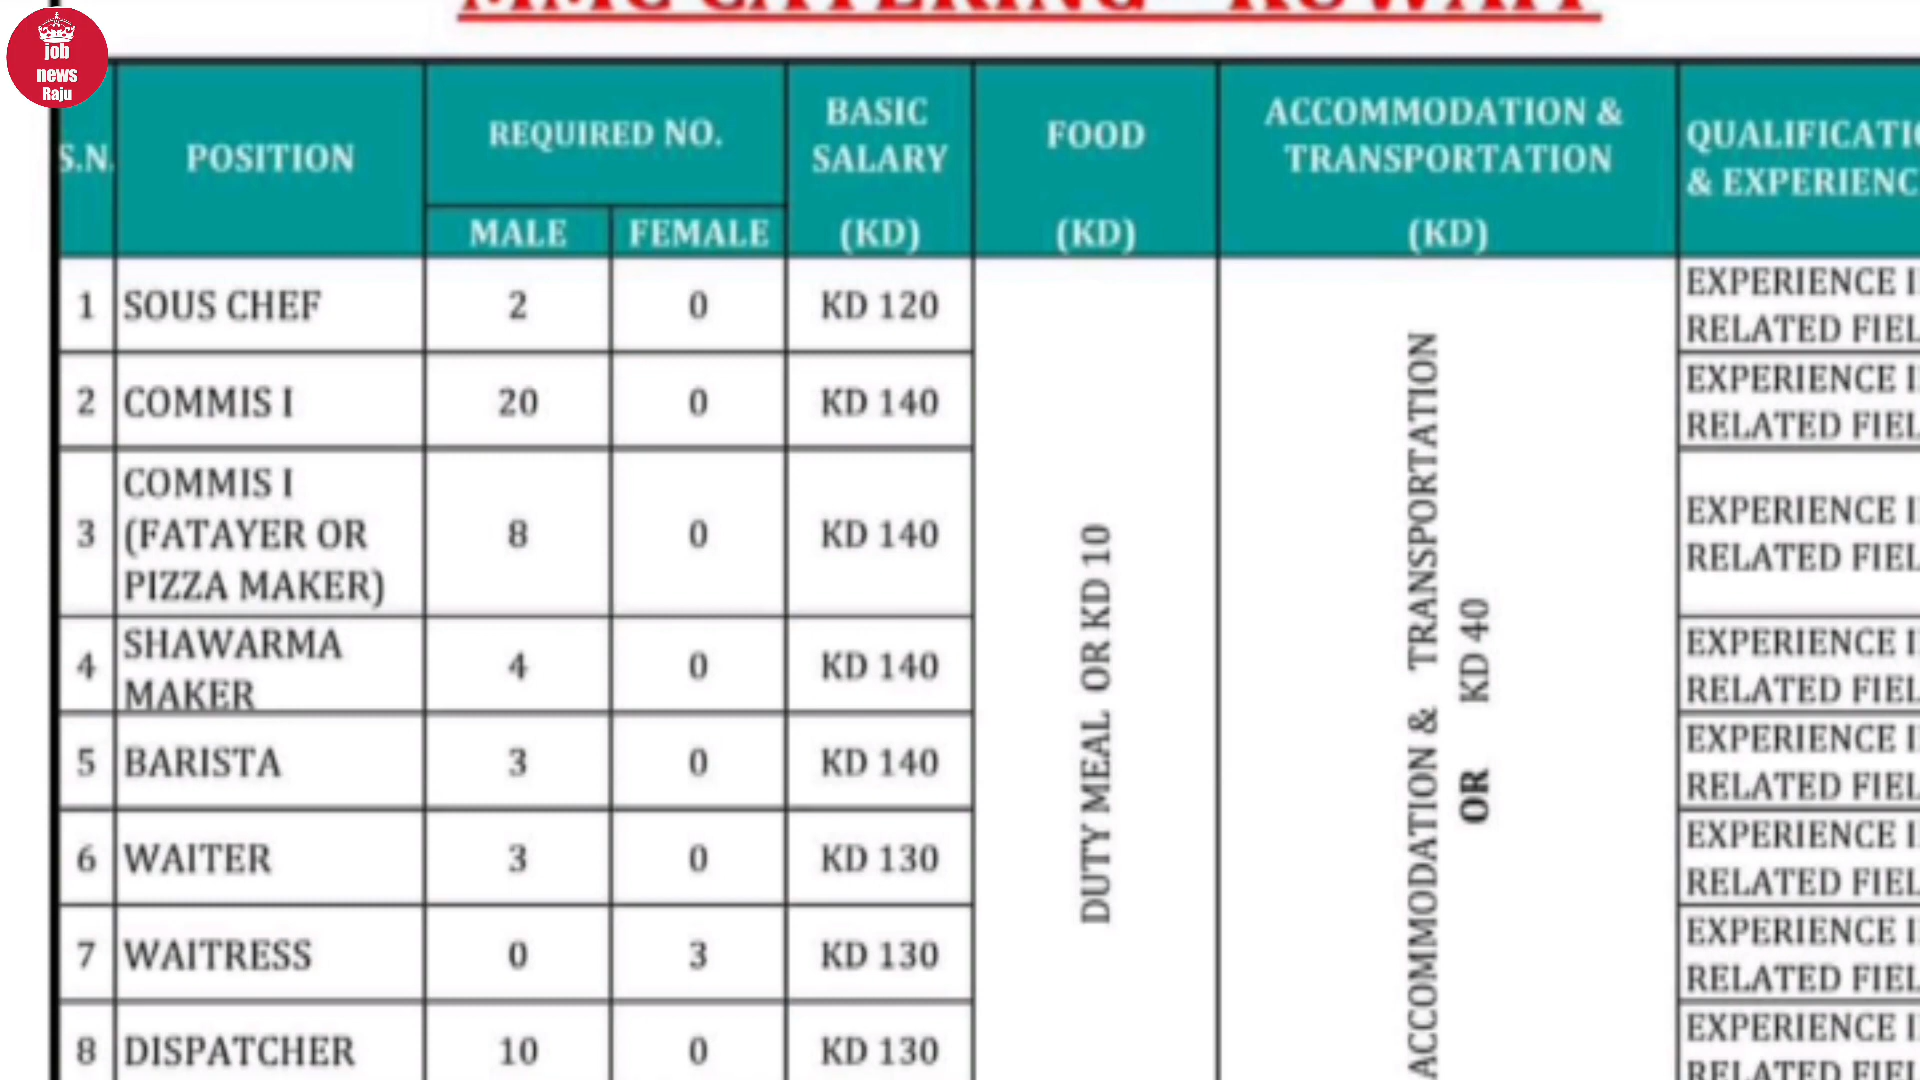 job
news
Raju
MMC CATERING - KUWAIT
S.N.
POSITION
REQUIRED NO.
MALE
FEMALE
BASIC
SALARY
(KD)
FOOD
(KD)
ACCOMMODATION &
TRANSPORTATION
(KD)
QUALIFICATIO
& EXPERIENC
1 SOUS CHEF 2 0 KD 120
EXPERIENCE I
RELATED FIEL
2 COMMIS I 20 0 KD 140
EXPERIENCE I
RELATED FIEL
3 COMMIS I
(FATAYER OR
PIZZA MAKER)
8 0 KD 140
EXPERIENCE I
RELATED FIEL
4 SHAWARMA
MAKER
4 0 KD 140
EXPERIENCE I
RELATED FIEL
5 BARISTA 3 0 KD 140
EXPERIENCE I
RELATED FIEL
6 WAITER 3 0 KD 130
EXPERIENCE I
RELATED FIEL
7 WAITRESS 0 3 KD 130
EXPERIENCE I
RELATED FIEL
8 DISPATCHER 10 0 KD 130
EXPERIENCE I
RELATED FIEL
DUTY MEAL OR KD 10
ACCOMMODATION & TRANSPORTATION
OR KD 40